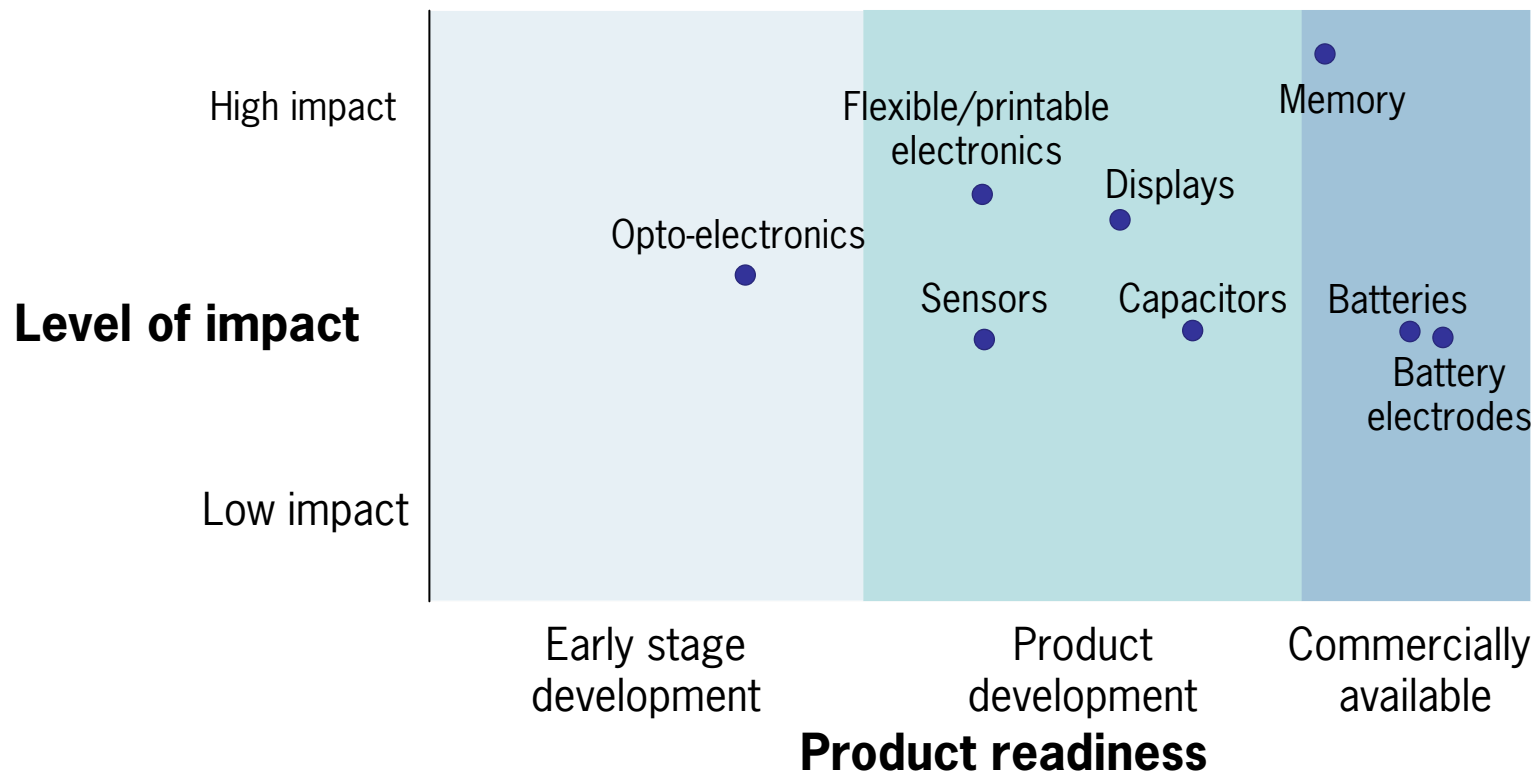 High impact
Flexible/printable
electronics
Memory
Displays
Opto-electronics
Level of impact
Sensors
Capacitors
Batteries
Battery
electrodes
Low impact
Early stage
development
Product
development
Commercially
available
Product readiness